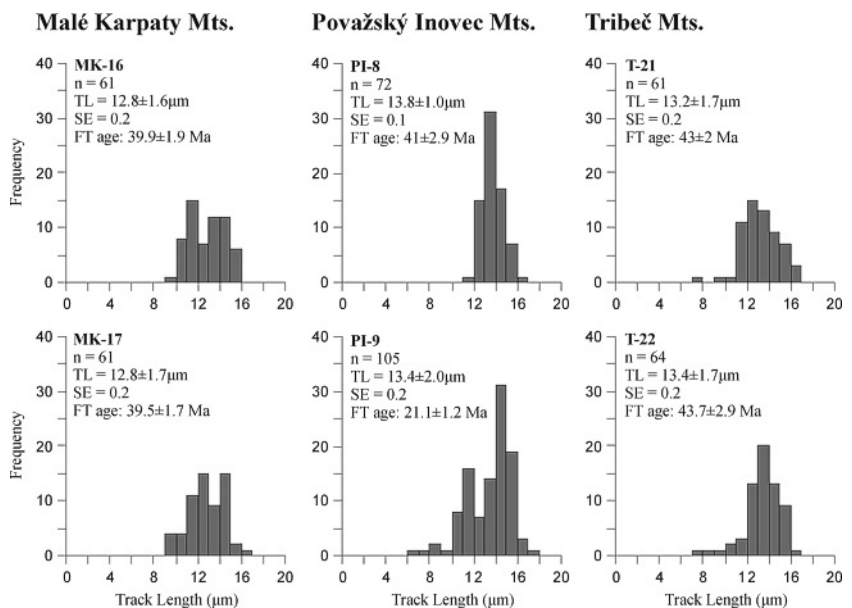 Malé Karpaty Mts.
Považský Inovec Mts.
Tribeč Mts.
40
30
20
10
0
Frequency
MK-16
n = 61
TL = 12.8±1.6μm
SE = 0.2
FT age: 39.9±1.9 Ma
0 4 8 12 16 20
40
30
20
10
0
PI-8
n = 72
TL = 13.8±1.0μm
SE = 0.1
FT age: 41±2.9 Ma
0 4 8 12 16 20
40
30
20
10
0
T-21
n = 61
TL = 13.2±1.7μm
SE = 0.2
FT age: 43±2 Ma
0 4 8 12 16 20
40
30
20
10
0
Frequency
MK-17
n = 61
TL = 12.8±1.7μm
SE = 0.2
FT age: 39.5±1.7 Ma
0 4 8 12 16 20
Track Length (μm)
40
30
20
10
0
PI-9
n = 105
TL = 13.4±2.0μm
SE = 0.2
FT age: 21.1±1.2 Ma
0 4 8 12 16 20
Track Length (μm)
40
30
20
10
0
T-22
n = 64
TL = 13.4±1.7μm
SE = 0.2
FT age: 43.7±2.9 Ma
0 4 8 12 16 20
Track Length (μm)